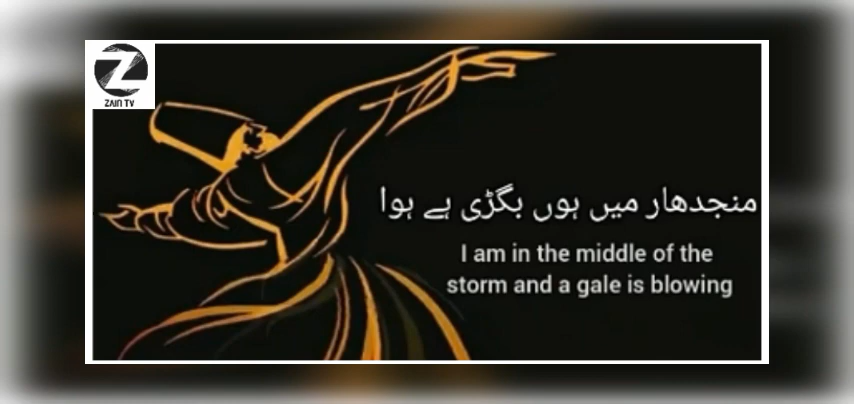 Z
ZAIN TV
منجدھار میں ہوں بگڑی ہے ہوا
I am in the middle of the
storm and a gale is blowing